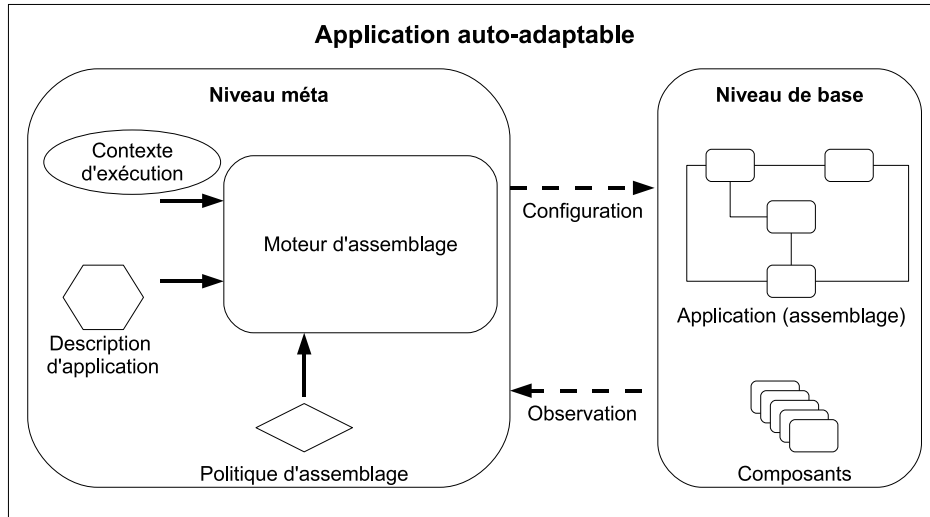 Application auto-adaptable
Niveau méta
Contexte
d'exécution
Moteur d'assemblage
Description
d'application
Politique d'assemblage
Configuration
Observation
Niveau de base
Application (assemblage)
Composants